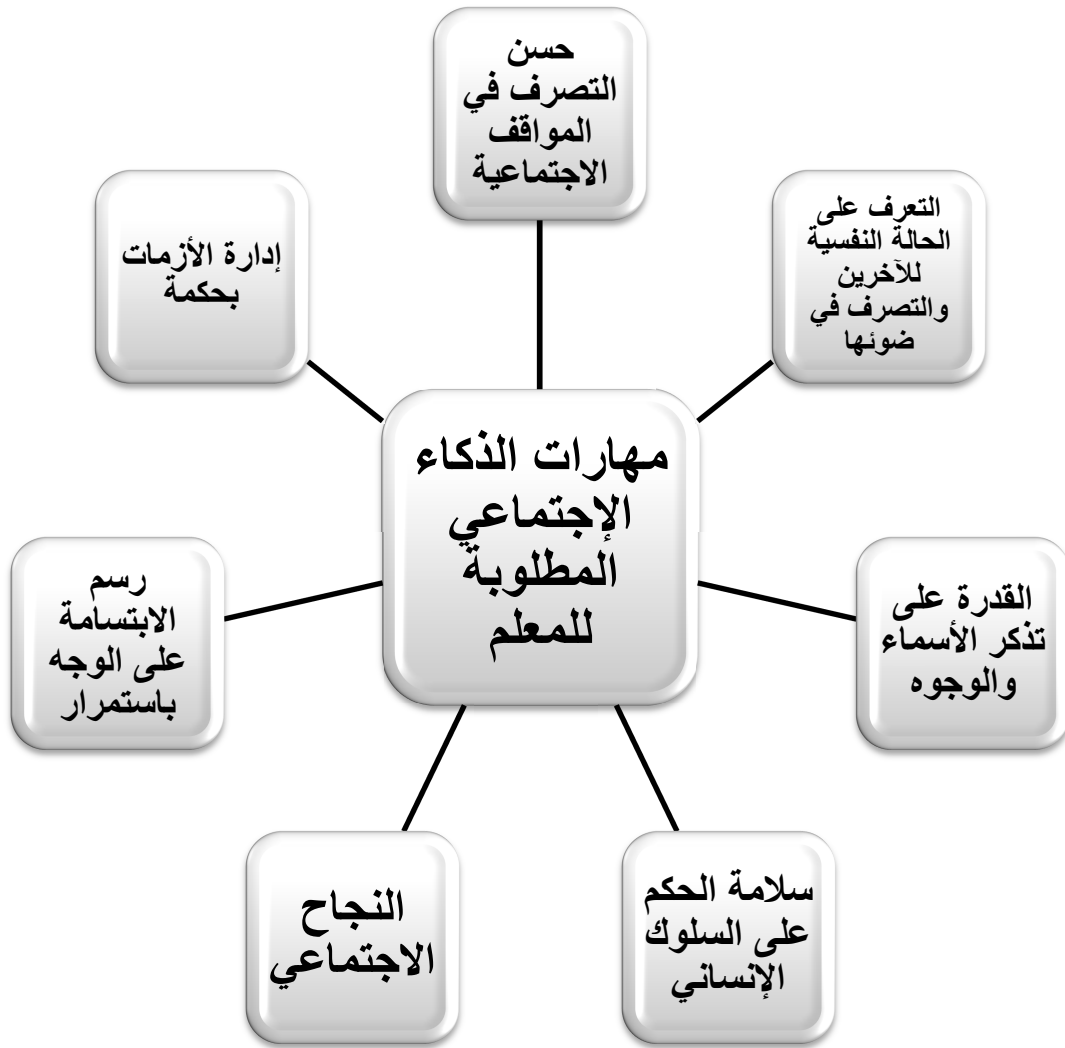 حسن
التصرف في
المواقف
الاجتماعية
التعرف على
الحالة النفسية
للآخرين
والتصرف في
ضوئها
إدارة الأزمات
بحكمة
مهارات الذكاء
الإجتماعي
المطلوبة
للمعلم
القدرة على
تذكر الأسماء
والوجوه
رسم
الابتسامة
على الوجه
باستمرار
سلامة الحكم
على السلوك
الإنساني
النجاح
الاجتماعي